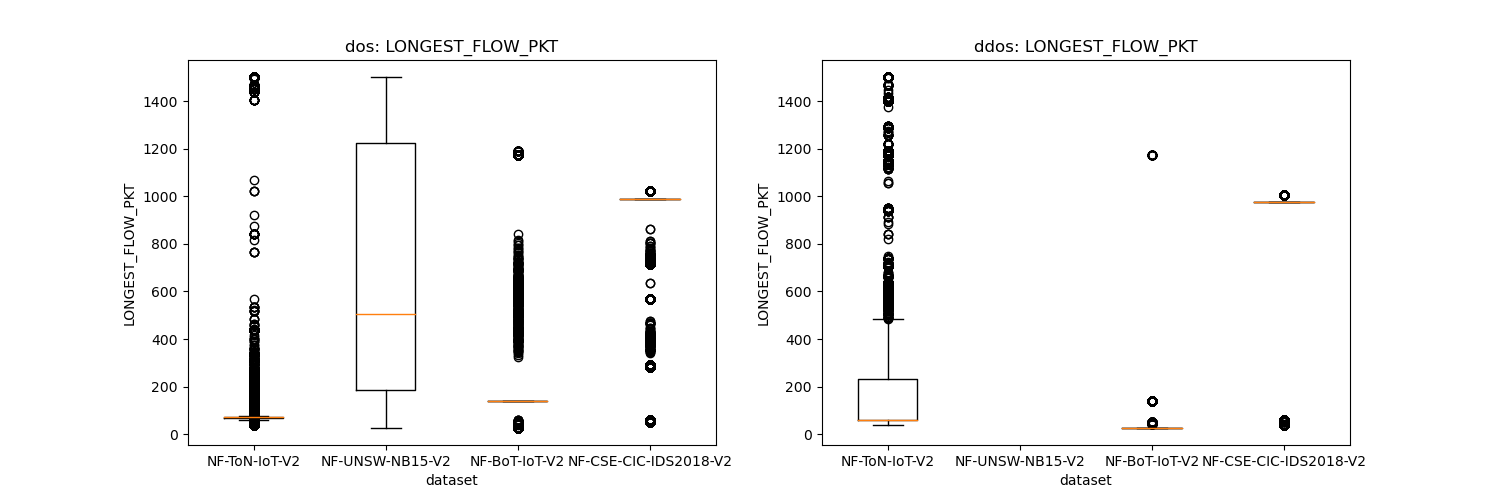 dos: LONGEST_FLOW_PKT
LONGEST_FLOW_PKT
1400
1200
1000
800
600
400
200
0
NF-ToN-IoT-V2 NF-UNSW-NB15-V2 NF-BoT-IoT-V2 NF-CSE-CIC-IDS2018-V2
dataset
ddos: LONGEST_FLOW_PKT
LONGEST_FLOW_PKT
1400
1200
1000
800
600
400
200
0
NF-ToN-IoT-V2 NF-UNSW-NB15-V2 NF-BoT-IoT-V2 NF-CSE-CIC-IDS2018-V2
dataset